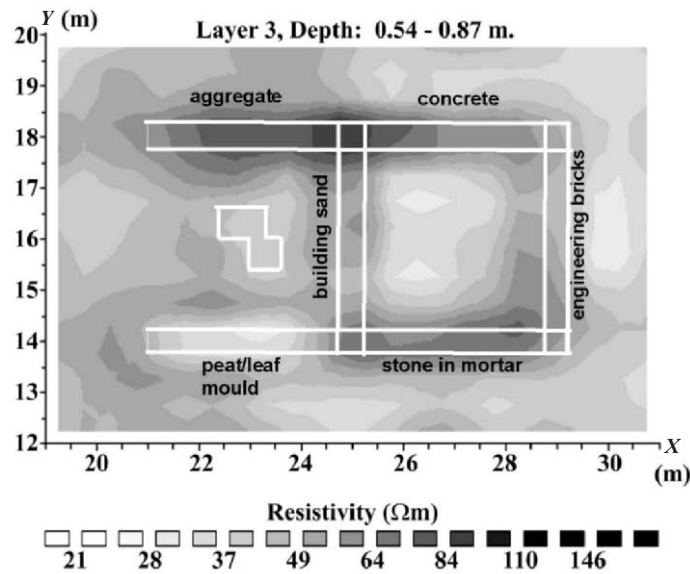 Y (m)
Layer 3, Depth: 0.54 - 0.87 m.
20
19
18
17
16
15
14
13
12
aggregate
concrete
building sand
engineering bricks
peat/leaf
mould
stone in mortar
20 22 24 26 28 30
X
(m)
Resistivity (Ωm)
21 28 37 49 64 84 110 146